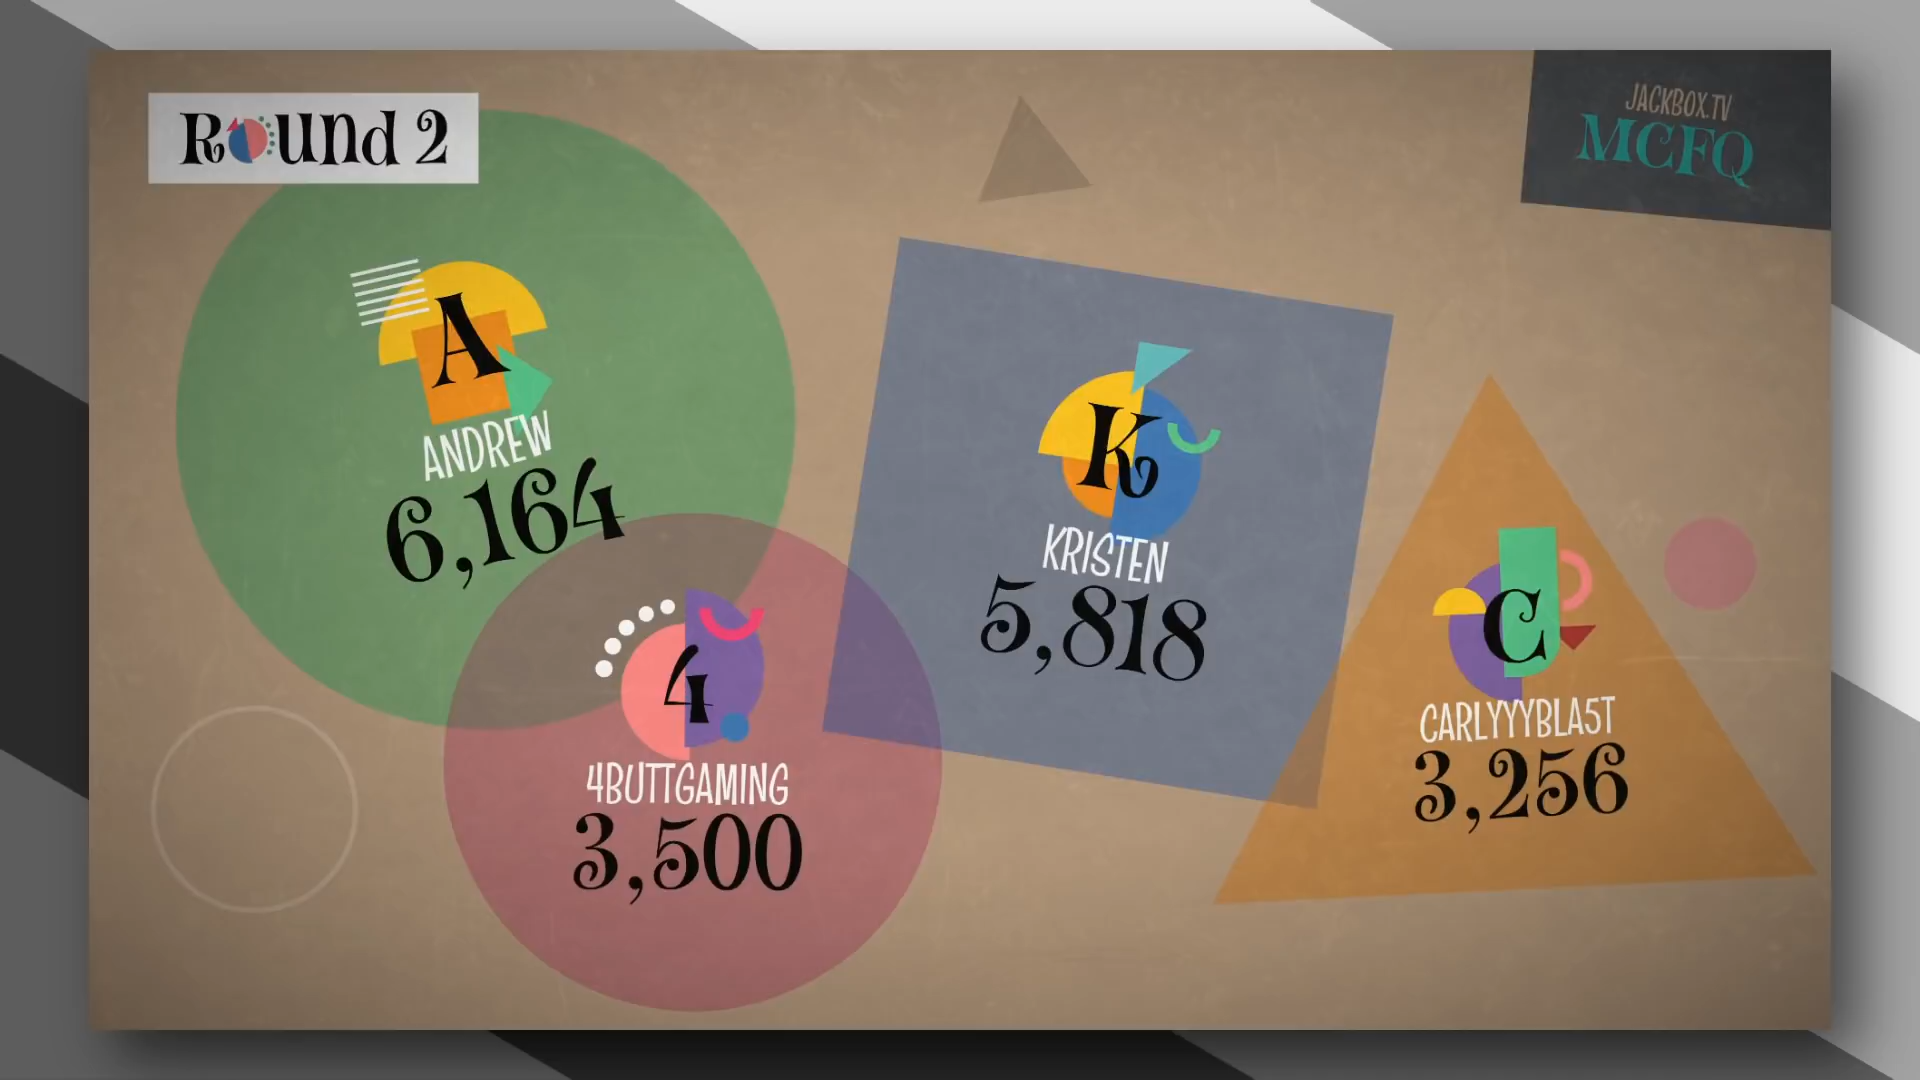 Round 2
JACKBOX.TV
MCFQ
A
ANDREW
6,164
K
KRISTEN
5,818
C
CARLYYYBLA5T
3,256
4
4BUTTGAMING
3,500